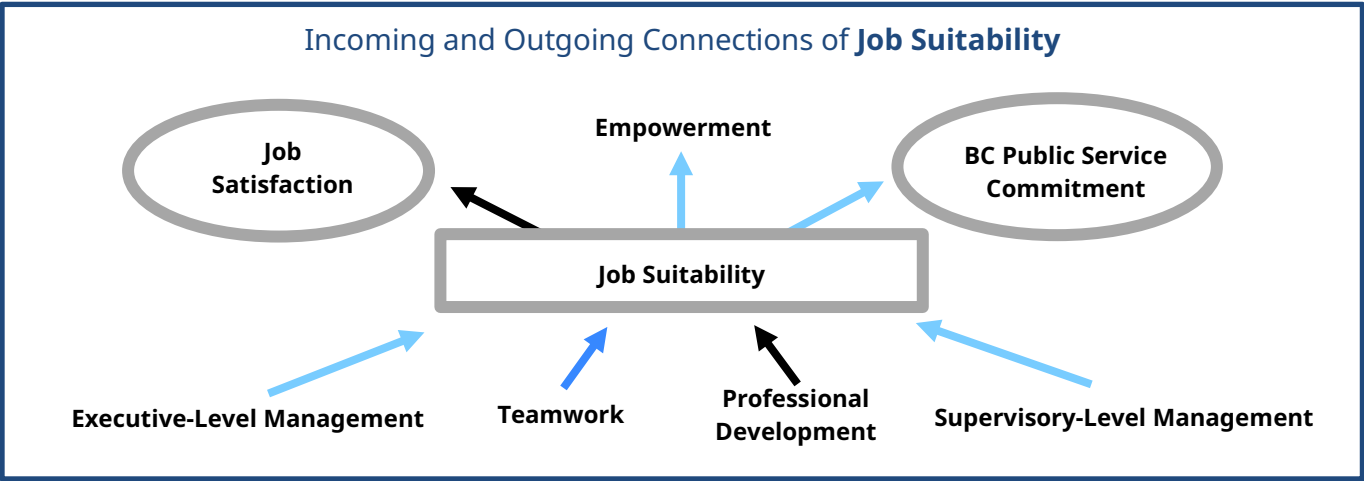 Incoming and Outgoing Connections of Job Suitability
Empowerment
Job
Satisfaction
BC Public Service
Commitment
Job Suitability
Executive-Level Management
Teamwork
Professional
Development
Supervisory-Level Management